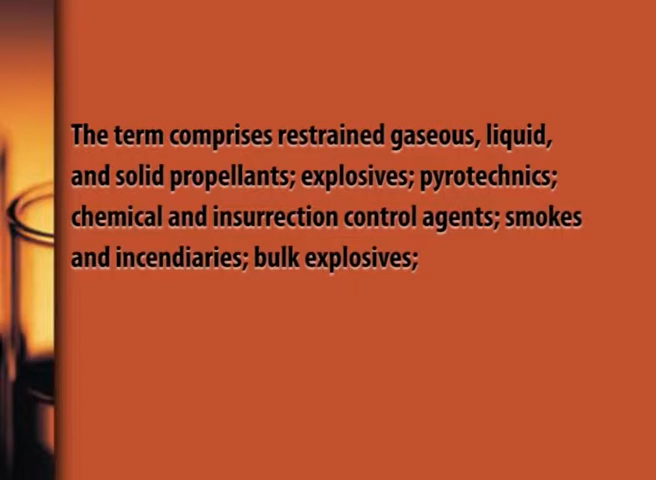 The term comprises restrained gaseous, liquid,
and solid propellants; explosives; pyrotechnics;
chemical and insurrection control agents; smokes
and incendiaries; bulk explosives;